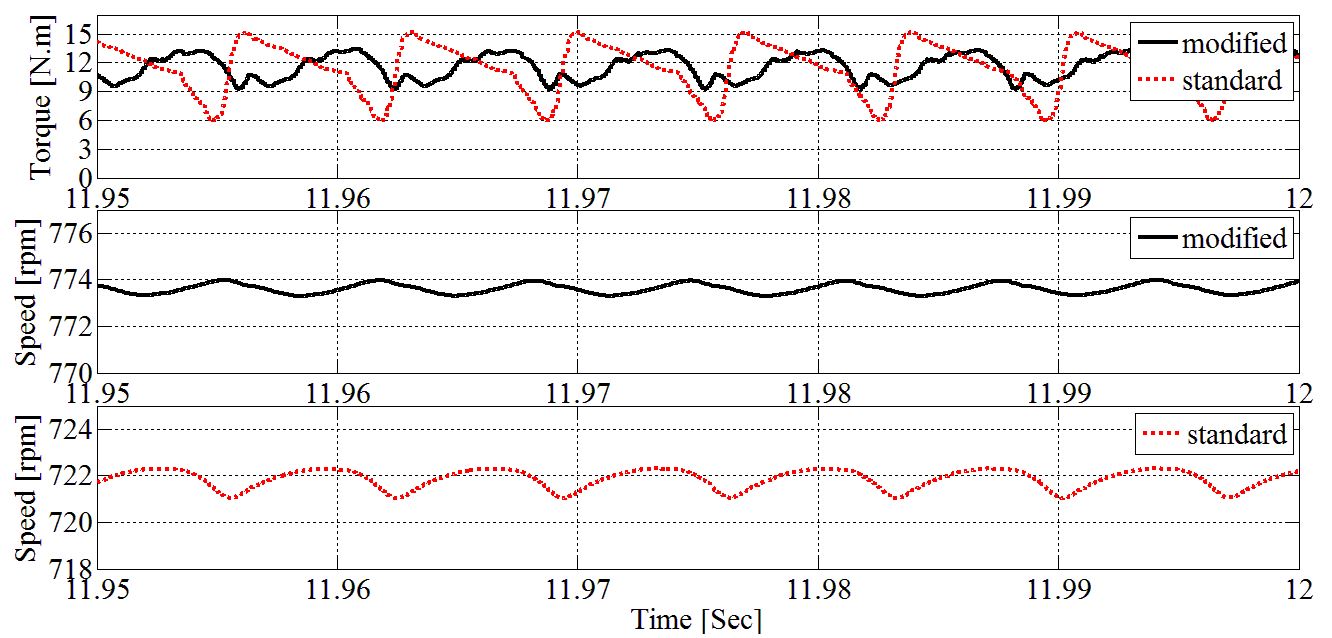 Torque [N.m]
15
12
9
6
3
0
modified
standard
11.95 11.96 11.97 11.98 11.99 12
Speed [rpm]
776
774
772
770
modified
11.95 11.96 11.97 11.98 11.99 12
Speed [rpm]
724
722
720
718
standard
11.95 11.96 11.97 11.98 11.99 12
Time [Sec]